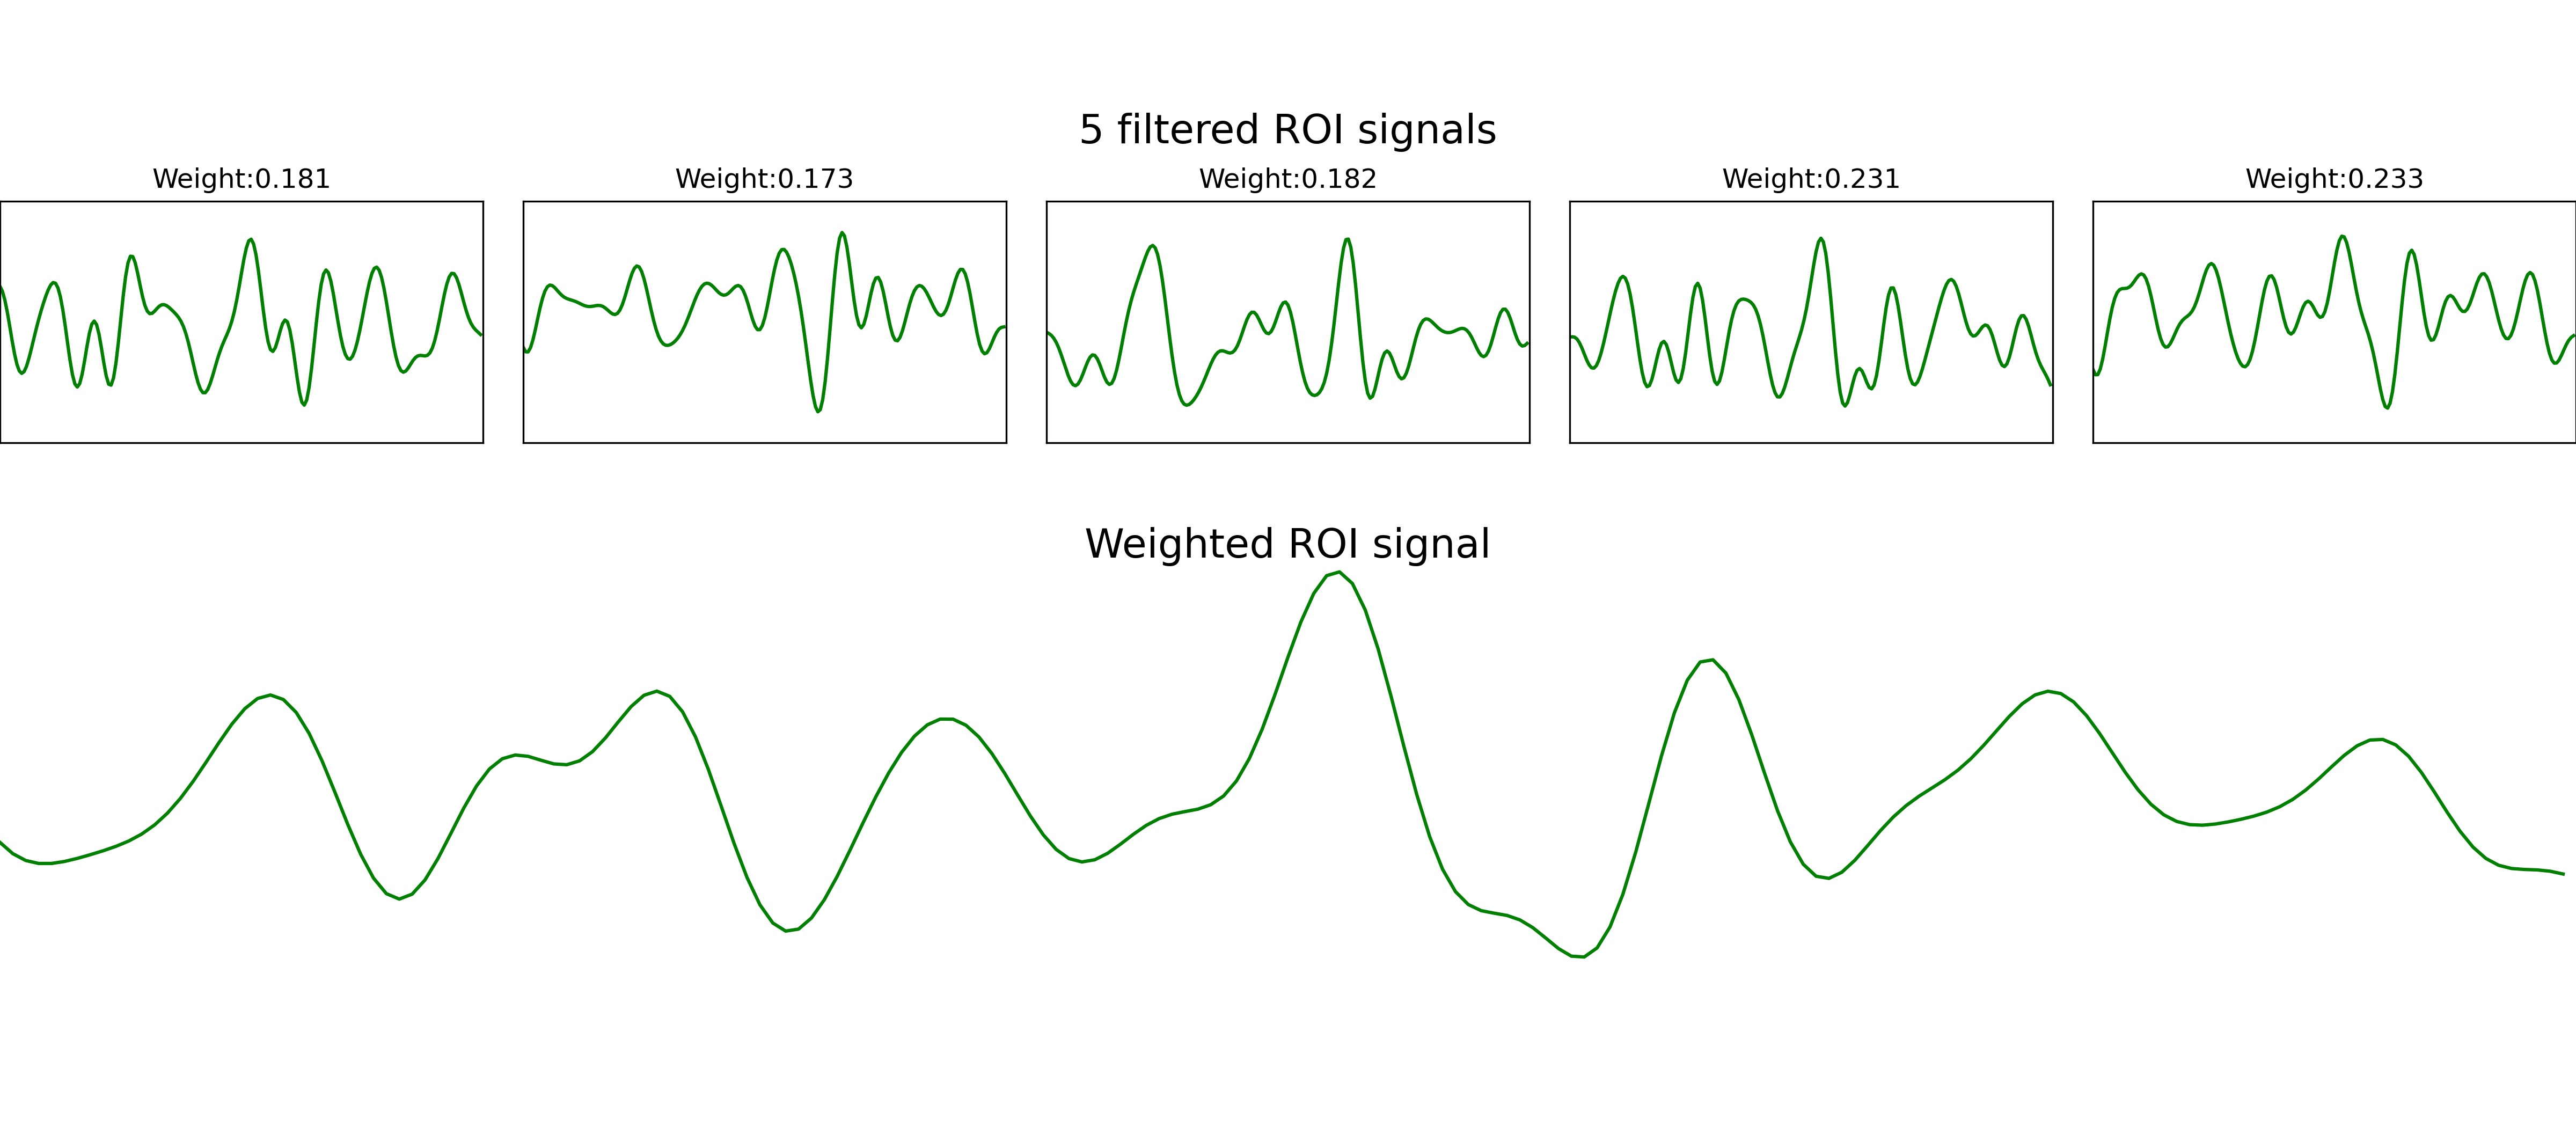 5 filtered ROI signals
Weight:0.181
Weight:0.173
Weight:0.182
Weight:0.231
Weight:0.233
Weighted ROI signal